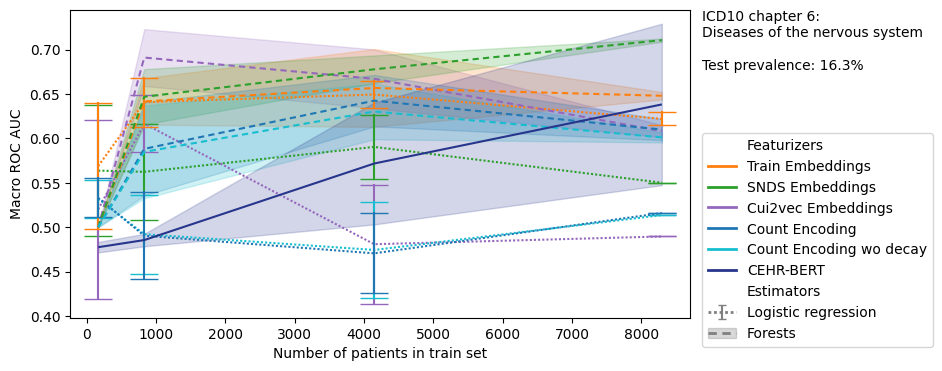 ICD10 chapter 6:
Diseases of the nervous system
Test prevalence: 16.3%
Macro ROC AUC
0.70
0.65
0.60
0.55
0.50
0.45
0.40
0
1000
2000
3000
4000
5000
6000
7000
8000
Number of patients in train set
Featurizers
Train Embeddings
SNDS Embeddings
Cui2vec Embeddings
Count Encoding
Count Encoding wo decay
CEHR-BERT
Estimators
Logistic regression
Forests